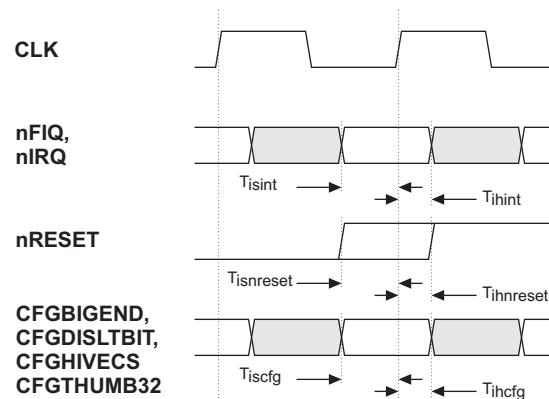 CLK
nFIQ,
nIRQ
Tisint
Tihint
nRESET
Tisnreset
Tihnreset
CFGBIGEND,
CFGDISLTBIT,
CFGHIVECS
CFGTHUMB32
Tiscfg
Tihcfg